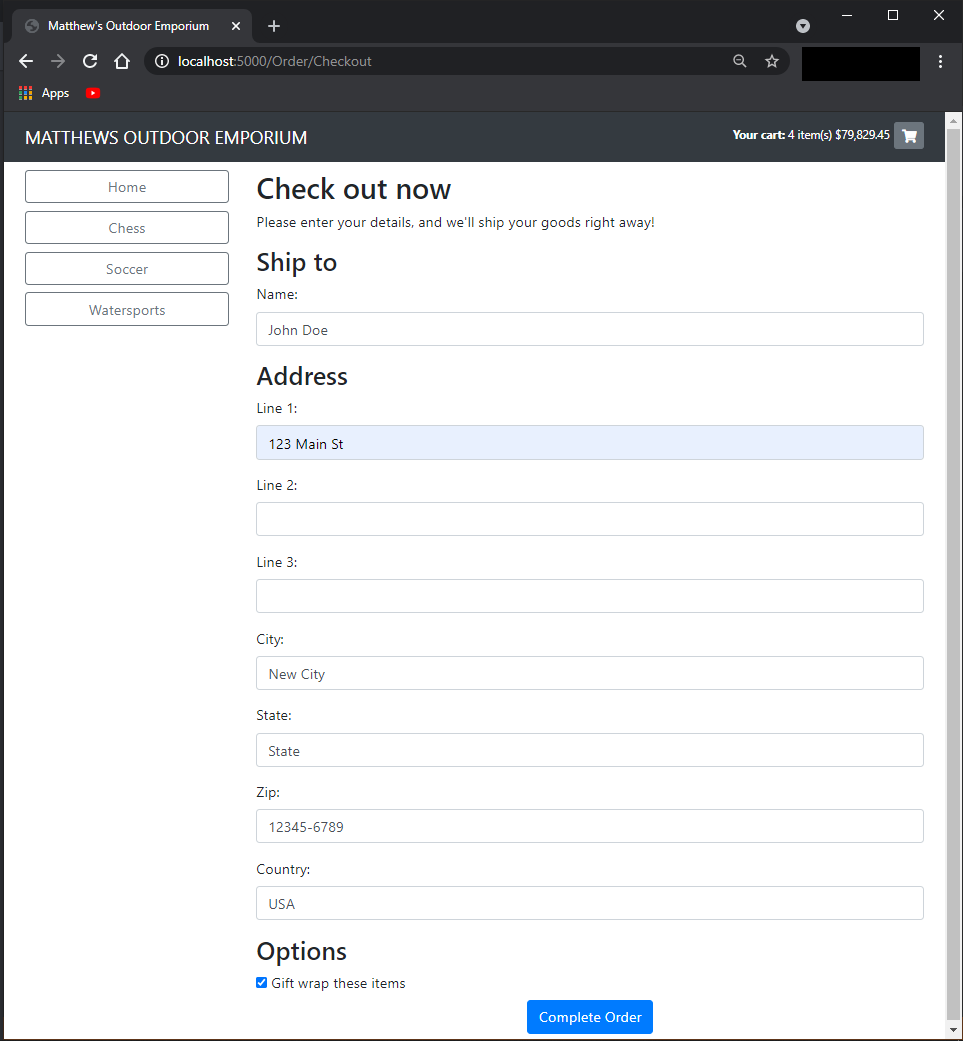 Matthew's Outdoor Emporium
localhost:5000/Order/Checkout
Apps
MATTHEWS OUTDOOR EMPORIUM
Your cart: 4 item(s) $79,829.45
Home
Chess
Soccer
Watersports
Check out now
Please enter your details, and we'll ship your goods right away!
Ship to
Name:
John Doe
Address
Line 1:
123 Main St
Line 2:
Line 3:
City:
New City
State:
State
Zip:
12345-6789
Country:
USA
Options
Gift wrap these items
Complete Order